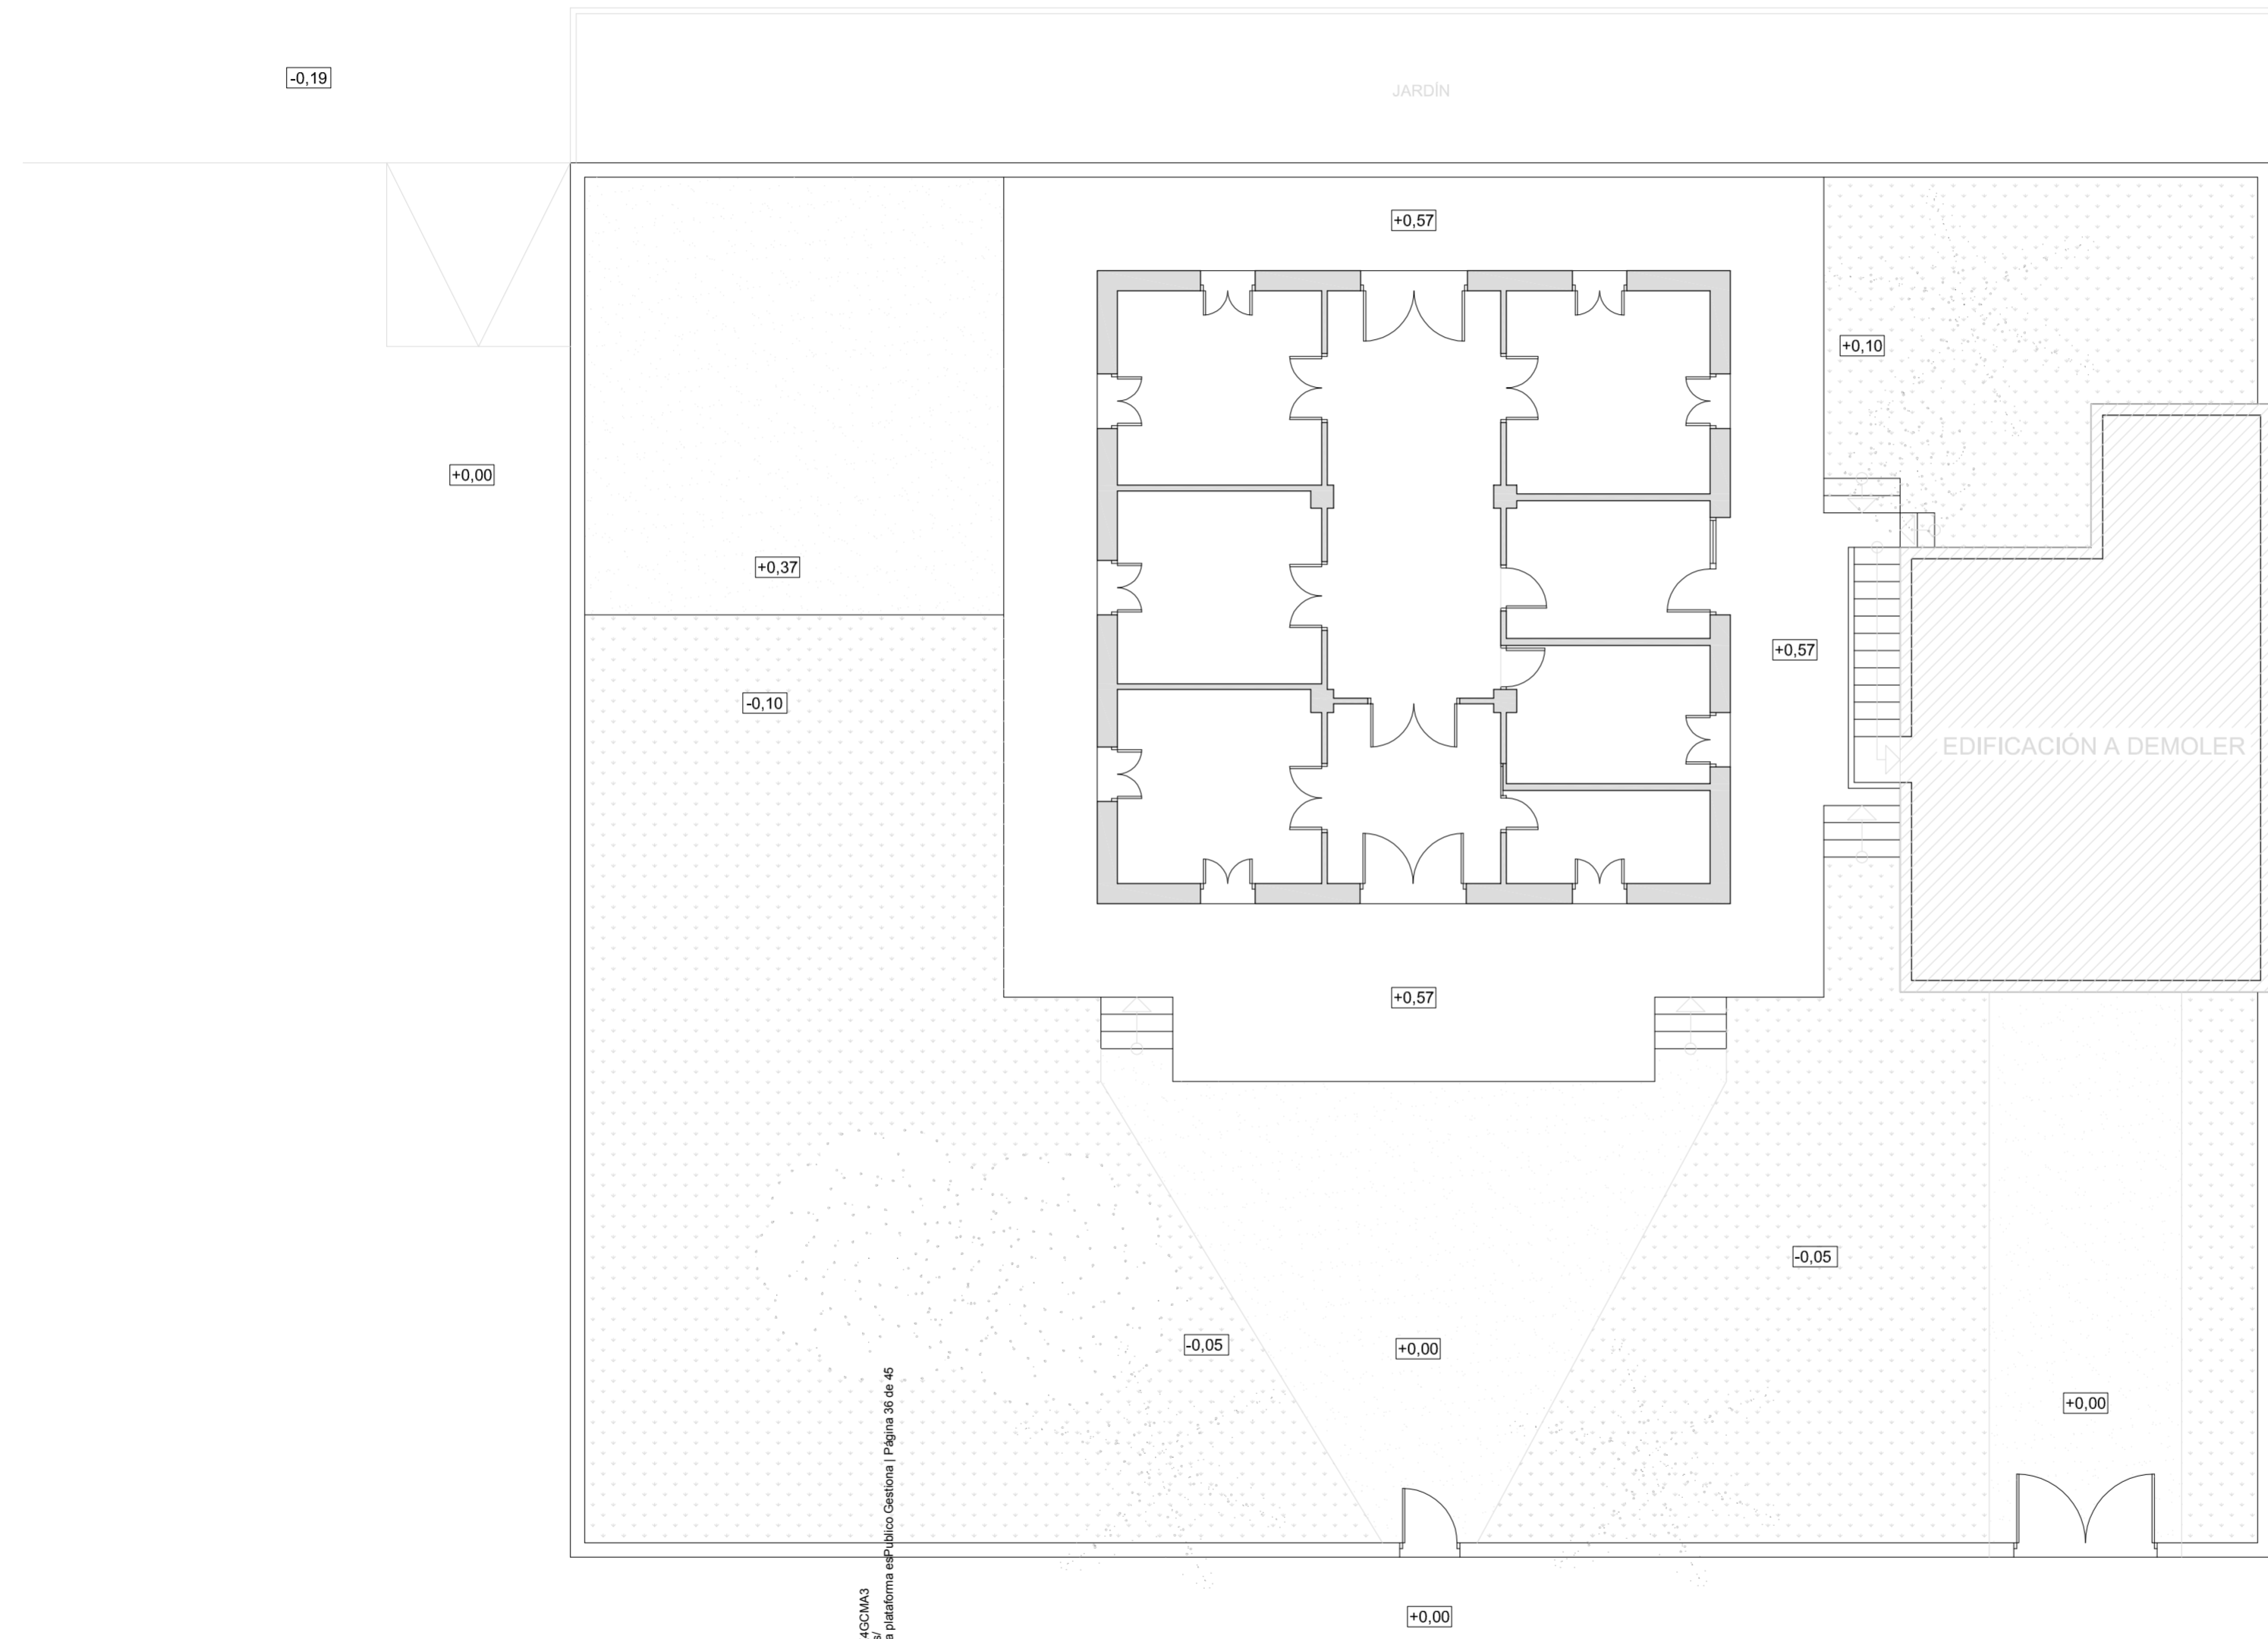 -0,19
JARDÍN
+0,57
+0,10
+0,00
+0,37
+0,57
-0,10
EDIFICACIÓN A DEMOLER
+0,57
-0,05
-0,05
+0,00
+0,00
4GCMA3
s/
a plataforma esPublico Gestiona | Página 36 de 45
+0,00